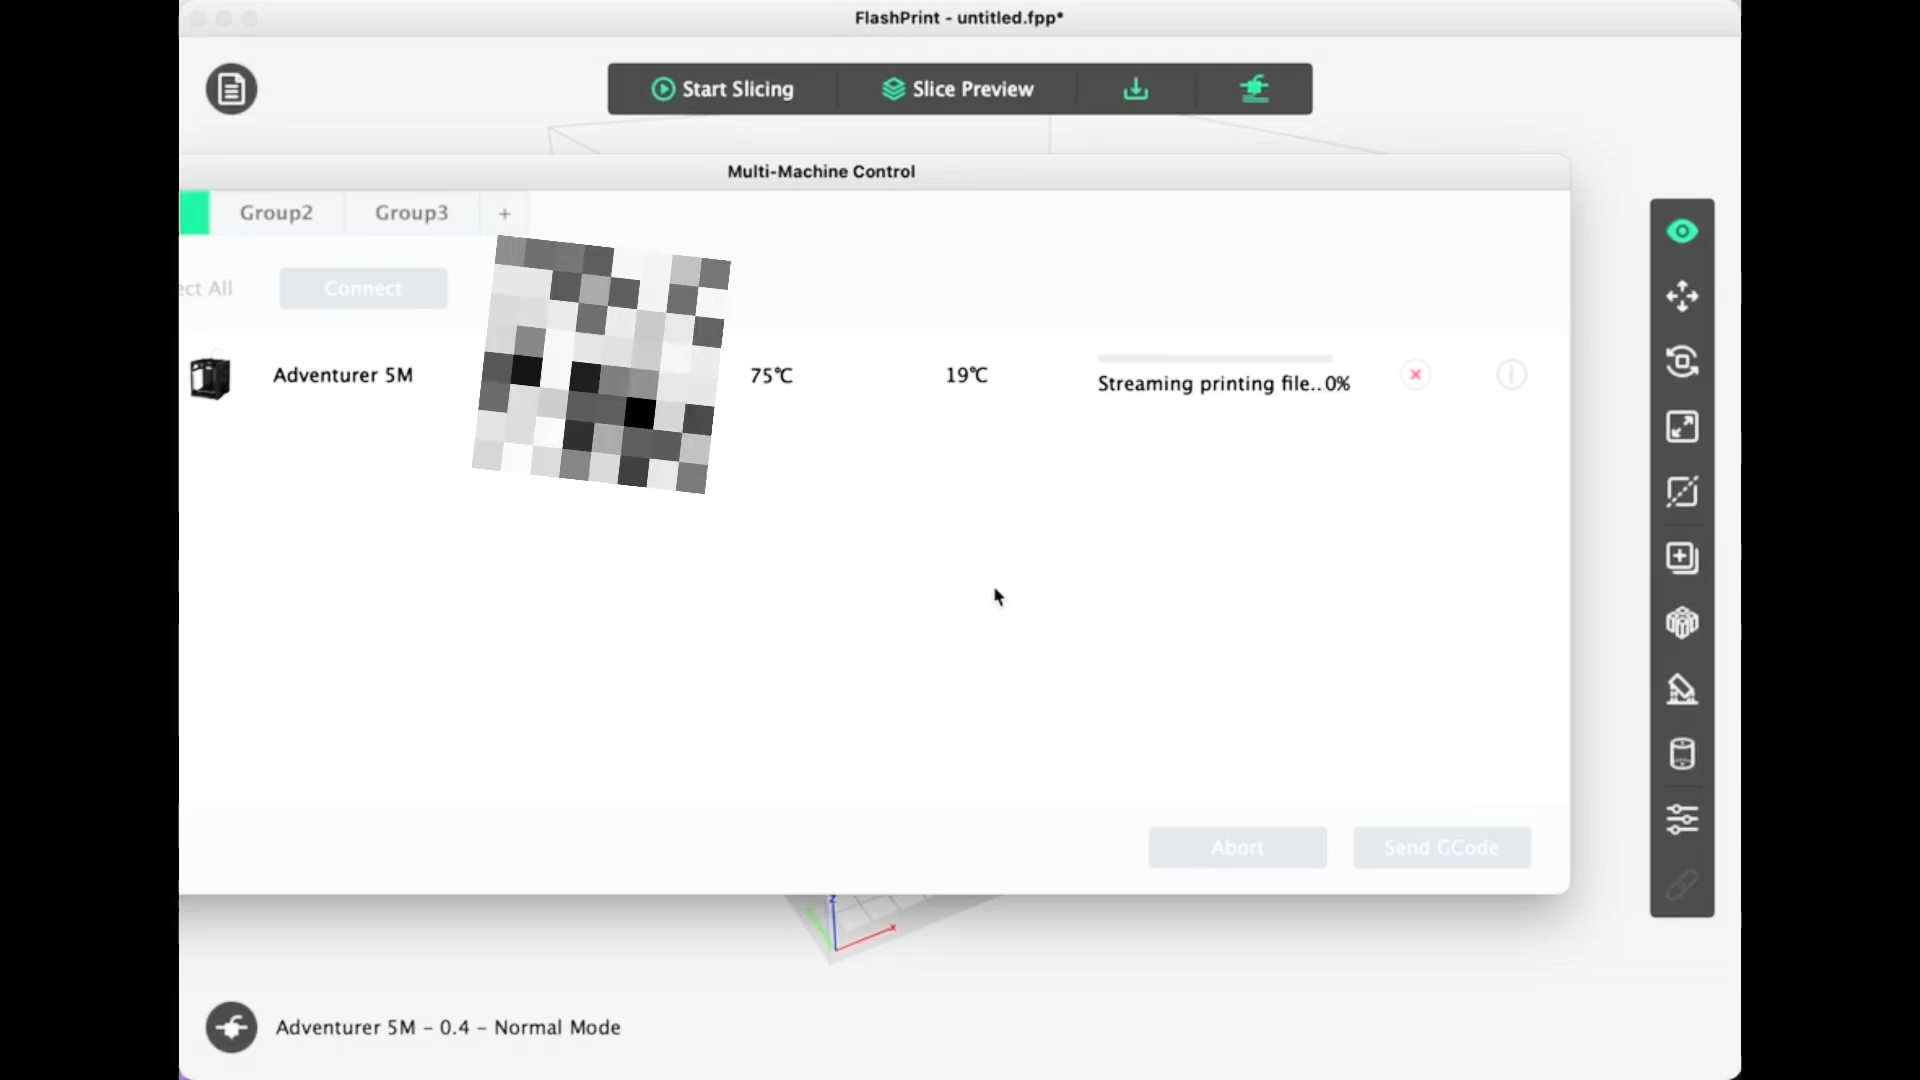 FlashPrint - untitled.fpp*
Start Slicing
Slice Preview
Multi-Machine Control
Group2
Group3
+
ect All
Connect
Adventurer 5M
75℃
19℃
Streaming printing file..0%
Abort
Send GCode
z
x
Adventurer 5M - 0.4 - Normal Mode